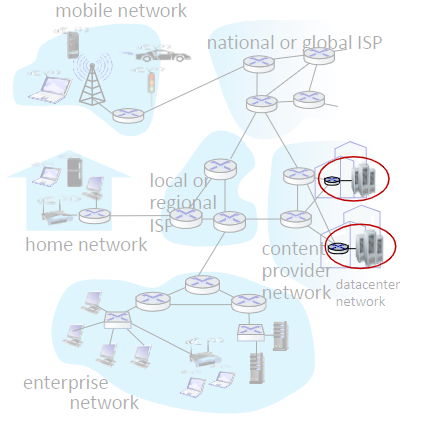 mobile network
national or global ISP
local or
regional
ISP
home network
content
provider
network
datacenter
network
enterprise
network